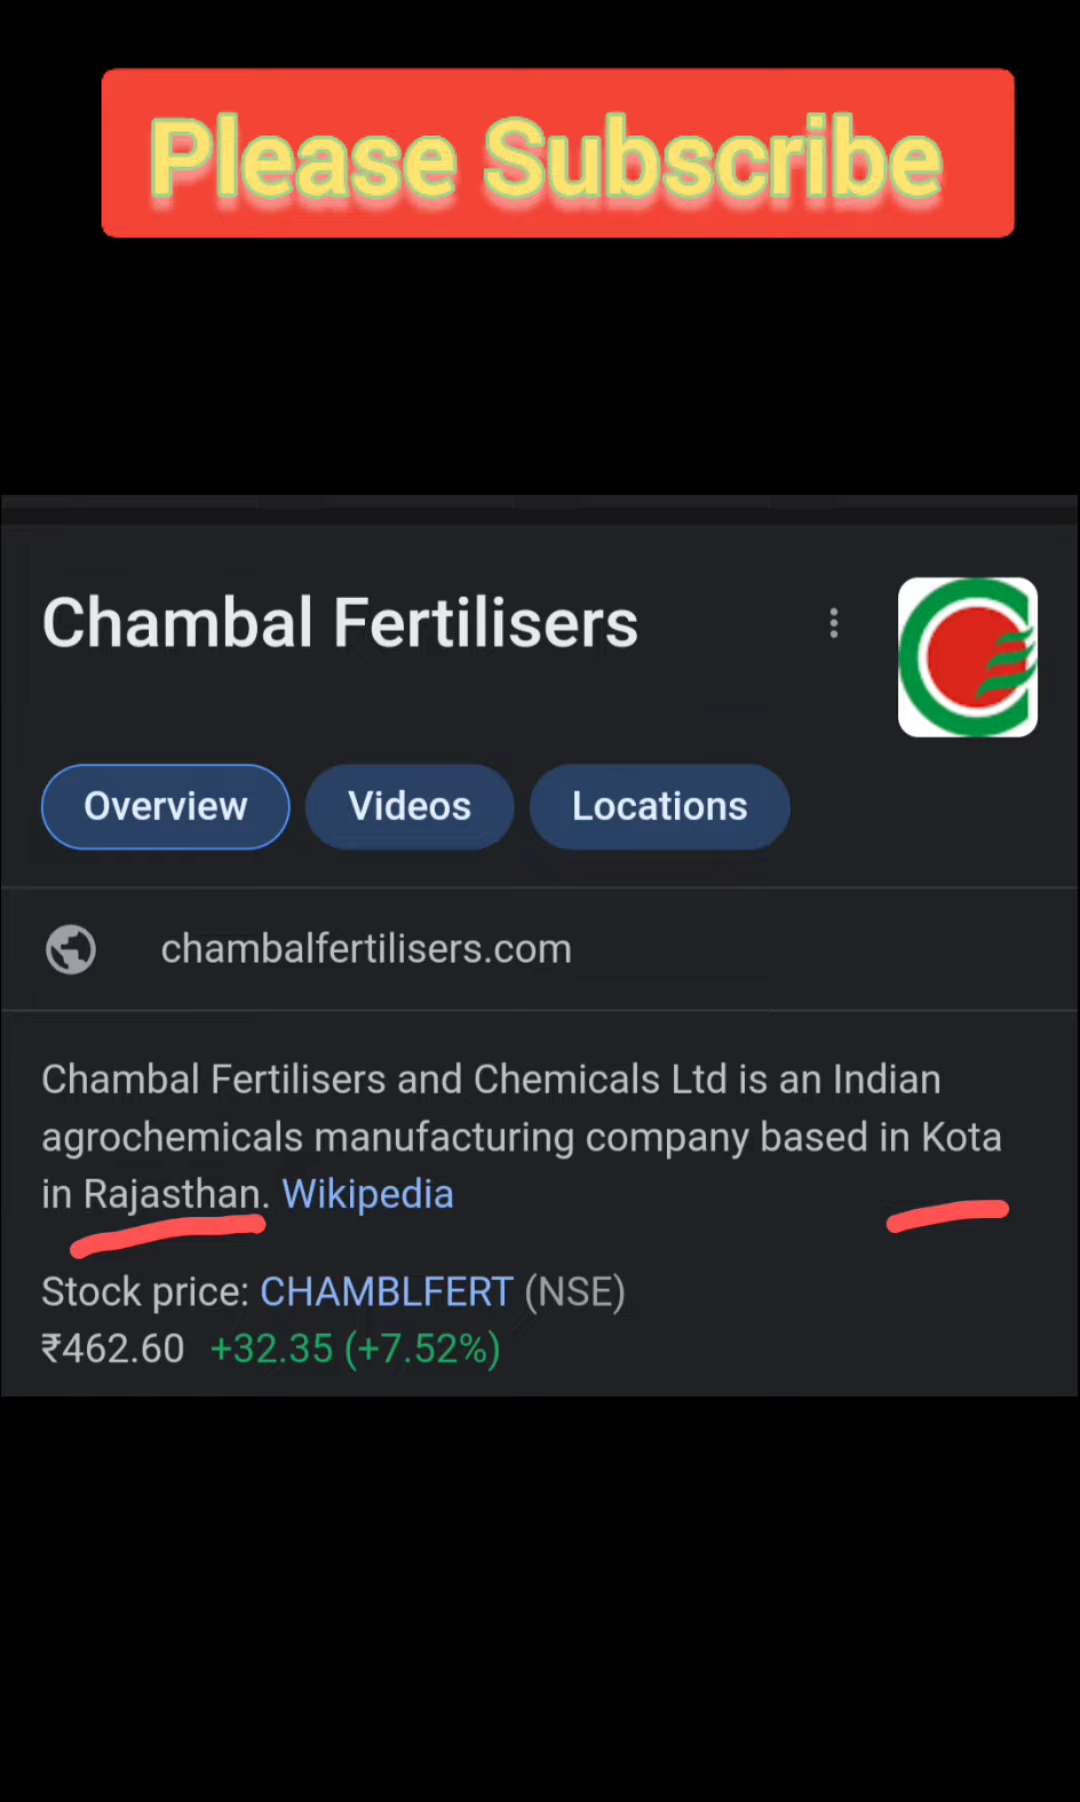 Please Subscribe
Chambal Fertilisers
Overview Videos Locations
chambalfertilisers.com
Chambal Fertilisers and Chemicals Ltd is an Indian
agrochemicals manufacturing company based in Kota
in Rajasthan. Wikipedia
Stock price: CHAMBLFERT (NSE)
₹462.60 +32.35 (+7.52%)